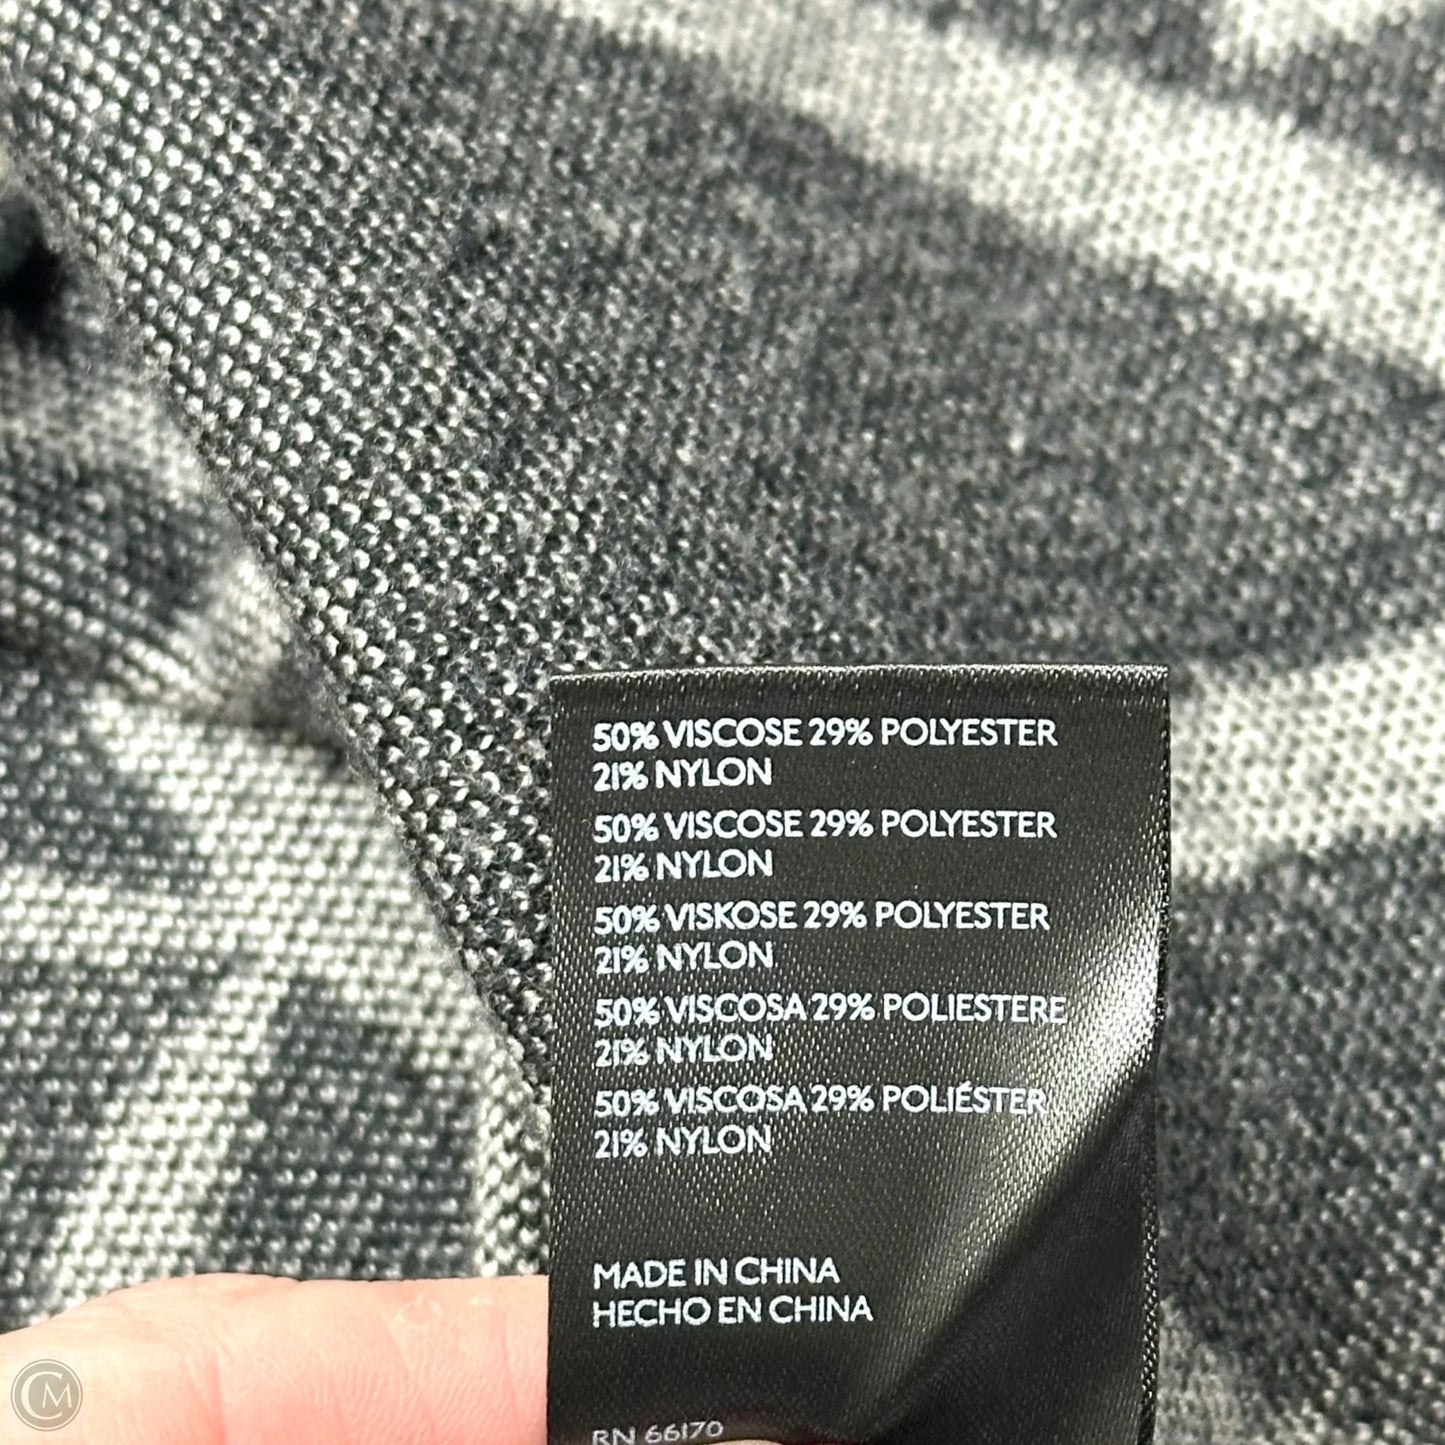 50% VISCOSE 29% POLYESTER
21% NYLON
50% VISCOSE 29% POLYESTER
21% NYLON
50% VISKOSE 29% POLYESTER
21% NYLON
50% VISCOSA 29% POLIESTERE
21% NYLON
50% VISCOSA 29% POLIÉSTER
21% NYLON
MADE IN CHINA
HECHO EN CHINA
RN 66170
CM